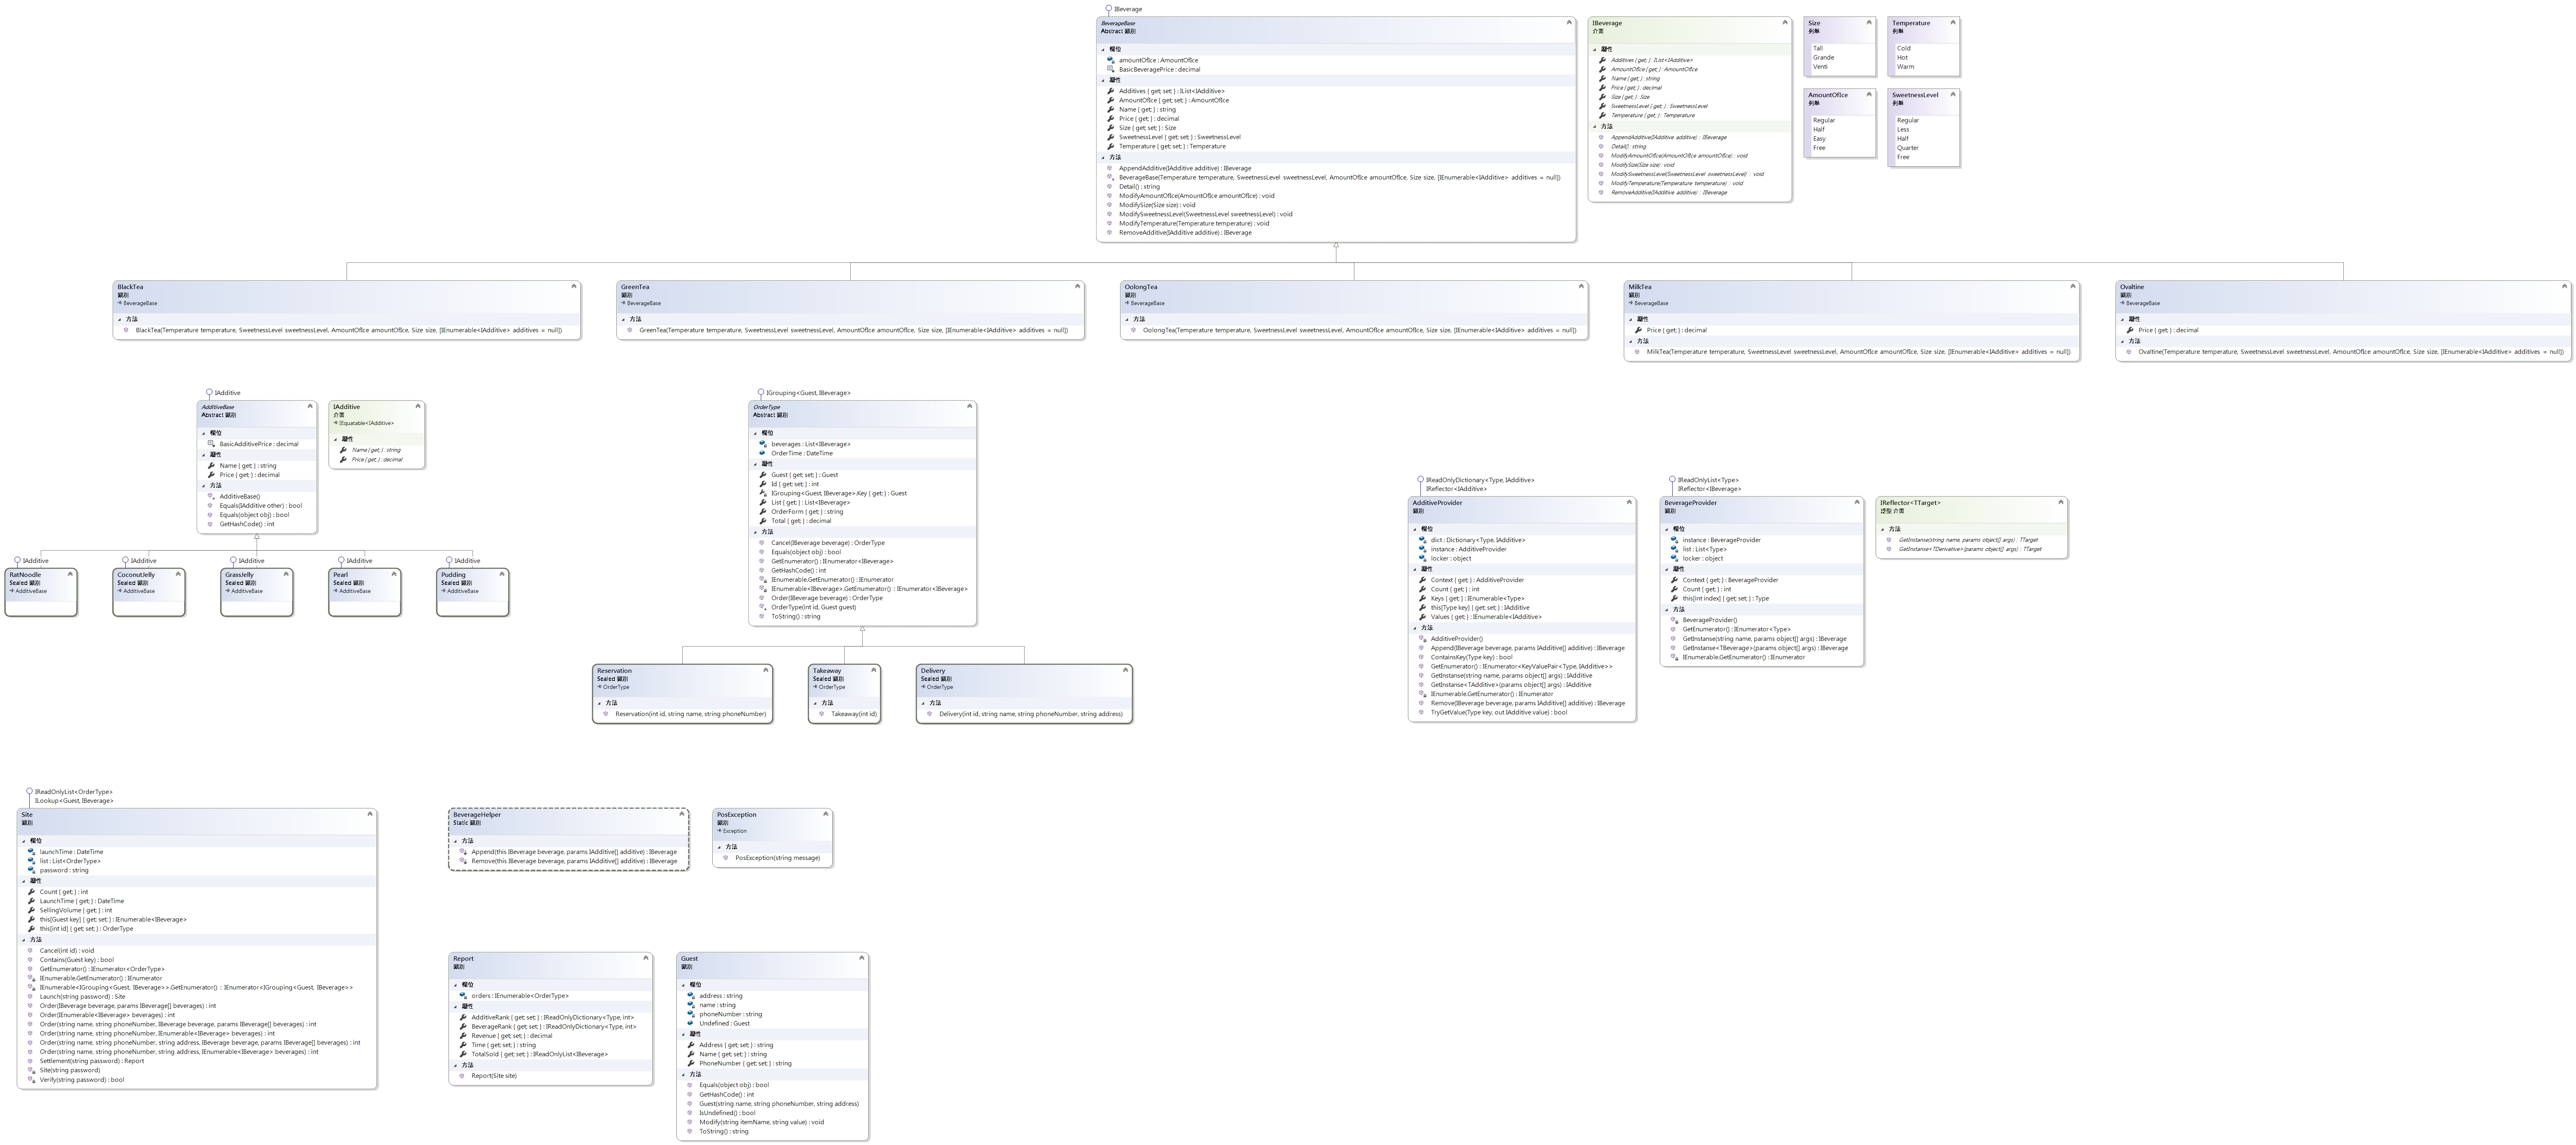 IBeverage
BeverageBase
Abstract 類別
欄位
amountOfIce : AmountOfIce
BasicBeveragePrice : decimal
屬性
Additives { get; set; } : IList<IAdditive>
AmountOfIce { get; set; } : AmountOfIce
Name { get; } : string
Price { get; } : decimal
Size { get; set; } : Size
SweetnessLevel { get; set; } : SweetnessLevel
Temperature { get; set; } : Temperature
方法
AppendAdditive(IAdditive additive) : IBeverage
BeverageBase(Temperature temperature, SweetnessLevel sweetnessLevel, AmountOfIce amountOfIce, Size size, [IEnumerable<IAdditive> additives = null])
Detail() : string
ModifyAmountOfIce(AmountOfIce amountOfIce) : void
ModifySize(Size size) : void
ModifySweetnessLevel(SweetnessLevel sweetnessLevel) : void
ModifyTemperature(Temperature temperature) : void
RemoveAdditive(IAdditive additive) : IBeverage
IBeverage
介面
屬性
Additives { get; } : IList<IAdditive>
AmountOfIce { get; } : AmountOfIce
Name { get; } : string
Price { get; } : decimal
Size { get; } : Size
SweetnessLevel { get; } : SweetnessLevel
Temperature { get; } : Temperature
方法
AppendAdditive(IAdditive additive) : IBeverage
Detail() : string
ModifyAmountOfIce(AmountOfIce amountOfIce) : void
ModifySize(Size size) : void
ModifySweetnessLevel(SweetnessLevel sweetnessLevel) : void
ModifyTemperature(Temperature temperature) : void
RemoveAdditive(IAdditive additive) : IBeverage
Size
列舉
Tall
Grande
Venti
Temperature
列舉
Cold
Hot
Warm
AmountOfIce
列舉
Regular
Half
Easy
Free
SweetnessLevel
列舉
Regular
Less
Half
Quarter
Free
BlackTea
類別
BeverageBase
方法
BlackTea(Temperature temperature, SweetnessLevel sweetnessLevel, AmountOfIce amountOfIce, Size size, [IEnumerable<IAdditive> additives = null])
GreenTea
類別
BeverageBase
方法
GreenTea(Temperature temperature, SweetnessLevel sweetnessLevel, AmountOfIce amountOfIce, Size size, [IEnumerable<IAdditive> additives = null])
OolongTea
類別
BeverageBase
方法
OolongTea(Temperature temperature, SweetnessLevel sweetnessLevel, AmountOfIce amountOfIce, Size size, [IEnumerable<IAdditive> additives = null])
MilkTea
類別
BeverageBase
屬性
Price { get; } : decimal
方法
MilkTea(Temperature temperature, SweetnessLevel sweetnessLevel, AmountOfIce amountOfIce, Size size, [IEnumerable<IAdditive> additives = null])
Ovaltine
類別
BeverageBase
屬性
Price { get; } : decimal
方法
Ovaltine(Temperature temperature, SweetnessLevel sweetnessLevel, AmountOfIce amountOfIce, Size size, [IEnumerable<IAdditive> additives = null])
IAdditive
AdditiveBase
Abstract 類別
欄位
BasicAdditivePrice : decimal
屬性
Name { get; } : string
Price { get; } : decimal
方法
AdditiveBase()
Equals(IAdditive other) : bool
Equals(object obj) : bool
GetHashCode() : int
IAdditive
介面
IEquatable<IAdditive>
屬性
Name { get; } : string
Price { get; } : decimal
IAdditive
RatNoodle
Sealed 類別
AdditiveBase
IAdditive
CoconutJelly
Sealed 類別
AdditiveBase
IAdditive
GrassJelly
Sealed 類別
AdditiveBase
IAdditive
Pearl
Sealed 類別
AdditiveBase
IAdditive
Pudding
Sealed 類別
AdditiveBase
IGrouping<Guest, IBeverage>
OrderType
Abstract 類別
欄位
beverages : List<IBeverage>
OrderTime : DateTime
屬性
Guest { get; set; } : Guest
Id { get; set; } : int
IGrouping<Guest, IBeverage>.Key { get; } : Guest
List { get; } : List<IBeverage>
OrderForm { get; } : string
Total { get; } : decimal
方法
Cancel(IBeverage beverage) : OrderType
Equals(object obj) : bool
GetEnumerator() : IEnumerator<IBeverage>
GetHashCode() : int
IEnumerable.GetEnumerator() : IEnumerator
IEnumerable<IBeverage>.GetEnumerator() : IEnumerator<IBeverage>
Order(IBeverage beverage) : OrderType
OrderType(int id, Guest guest)
ToString() : string
Reservation
Sealed 類別
OrderType
方法
Reservation(int id, string name, string phoneNumber)
Takeaway
Sealed 類別
OrderType
方法
Takeaway(int id)
Delivery
Sealed 類別
OrderType
方法
Delivery(int id, string name, string phoneNumber, string address)
IReadOnlyDictionary<Type, IAdditive>
IReflector<IAdditive>
AdditiveProvider
類別
欄位
dict : Dictionary<Type, IAdditive>
instance : AdditiveProvider
locker : object
屬性
Context { get; } : AdditiveProvider
Count { get; } : int
Keys { get; } : IEnumerable<Type>
this[Type key] { get; set; } : IAdditive
Values { get; } : IEnumerable<IAdditive>
方法
AdditiveProvider()
Append(IBeverage beverage, params IAdditive[] additive) : IBeverage
ContainsKey(Type key) : bool
GetEnumerator() : IEnumerator<KeyValuePair<Type, IAdditive>>
GetInstanse(string name, params object[] args) : IAdditive
GetInstanse<TAdditive>(params object[] args) : IAdditive
IEnumerable.GetEnumerator() : IEnumerator
Remove(IBeverage beverage, params IAdditive[] additive) : IBeverage
TryGetValue(Type key, out IAdditive value) : bool
IReadOnlyList<Type>
IReflector<IBeverage>
BeverageProvider
類別
欄位
instance : BeverageProvider
list : List<Type>
locker : object
屬性
Context { get; } : BeverageProvider
Count { get; } : int
this[int index] { get; set; } : Type
方法
BeverageProvider()
GetEnumerator() : IEnumerator<Type>
GetInstanse(string name, params object[] args) : IBeverage
GetInstanse<TBeverage>(params object[] args) : IBeverage
IEnumerable.GetEnumerator() : IEnumerator
IReflector<TTarget>
泛型 介面
方法
GetInstanse(string name, params object[] args) : TTarget
GetInstanse<TDerivative>(params object[] args) : TTarget
IReadOnlyList<OrderType>
ILookup<Guest, IBeverage>
Site
類別
欄位
launchTime : DateTime
list : List<OrderType>
password : string
屬性
Count { get; } : int
LaunchTime { get; } : DateTime
SellingVolume { get; } : int
this[Guest key] { get; set; } : IEnumerable<IBeverage>
this[int id] { get; set; } : OrderType
方法
Cancel(int id) : void
Contains(Guest key) : bool
GetEnumerator() : IEnumerator<OrderType>
IEnumerable.GetEnumerator() : IEnumerator
IEnumerable<IGrouping<Guest, IBeverage>>.GetEnumerator() : IEnumerator<IGrouping<Guest, IBeverage>>
Launch(string password) : Site
Order(IBeverage beverage, params IBeverage[] beverages) : int
Order(IEnumerable<IBeverage> beverages) : int
Order(string name, string phoneNumber, IBeverage beverage, params IBeverage[] beverages) : int
Order(string name, string phoneNumber, IEnumerable<IBeverage> beverages) : int
Order(string name, string phoneNumber, string address, IBeverage beverage, params IBeverage[] beverages) : int
Order(string name, string phoneNumber, string address, IEnumerable<IBeverage> beverages) : int
Settlement(string password) : Report
Site(string password)
Verify(string password) : bool
BeverageHelper
Static 類別
方法
Append(this IBeverage beverage, params IAdditive[] additive) : IBeverage
Remove(this IBeverage beverage, params IAdditive[] additive) : IBeverage
PosException
類別
Exception
方法
PosException(string message)
Report
類別
欄位
orders : IEnumerable<OrderType>
屬性
AdditiveRank { get; set; } : IReadOnlyDictionary<Type, int>
BeverageRank { get; set; } : IReadOnlyDictionary<Type, int>
Revenue { get; set; } : decimal
Time { get; set; } : string
TotalSold { get; set; } : IReadOnlyList<IBeverage>
方法
Report(Site site)
Guest
類別
欄位
address : string
name : string
phoneNumber : string
Undefined : Guest
屬性
Address { get; set; } : string
Name { get; set; } : string
PhoneNumber { get; set; } : string
方法
Equals(object obj) : bool
GetHashCode() : int
Guest(string name, string phoneNumber, string address)
IsUndefined() : bool
Modify(string itemName, string value) : void
ToString() : string